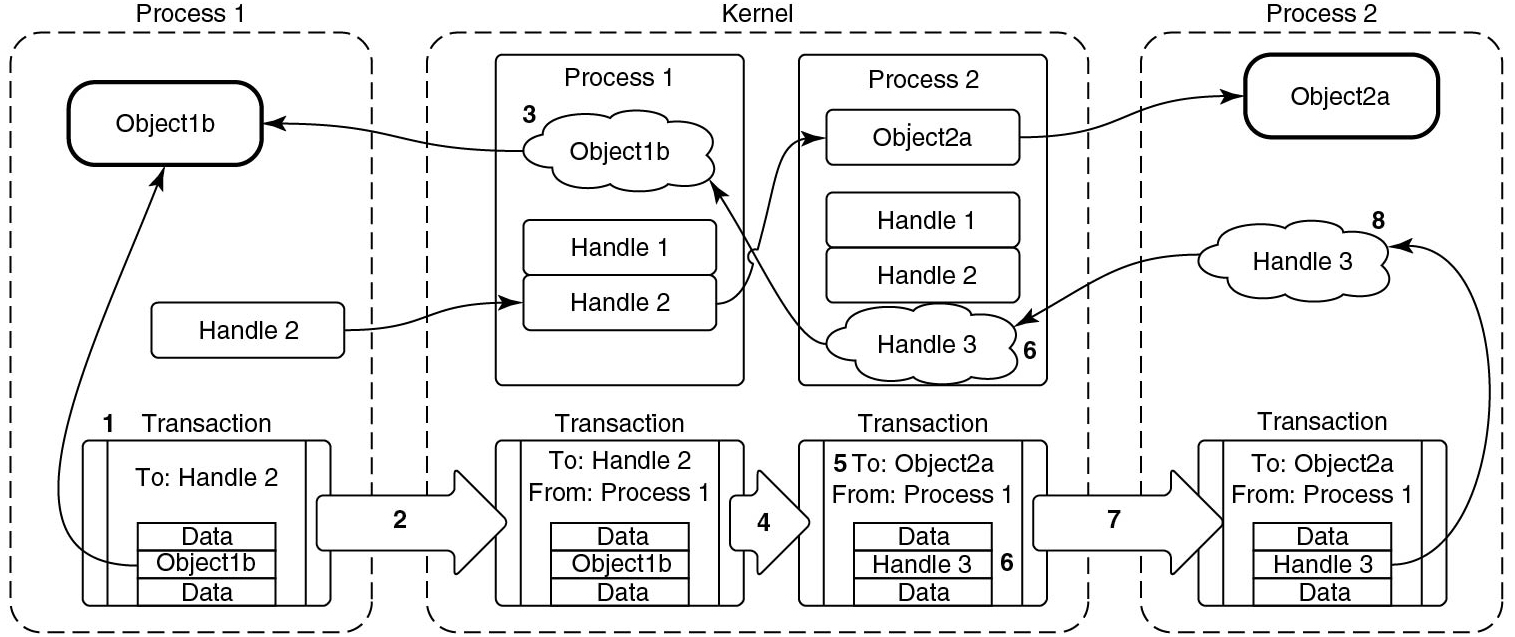 Process 1
Kernel
Process 2
Object1b
Process 1
3
Object1b
Handle 1
Handle 2
Process 2
Object2a
Handle 1
Handle 2
Handle 3
6
Object2a
8
Handle 3
Handle 2
1 Transaction
To: Handle 2
Data
Object1b
Data
2
Transaction
To: Handle 2
From: Process 1
Data
Object1b
Data
4
Transaction
5 To: Object2a
From: Process 1
Data
Handle 3 6
Data
7
Transaction
To: Object2a
From: Process 1
Data
Handle 3
Data